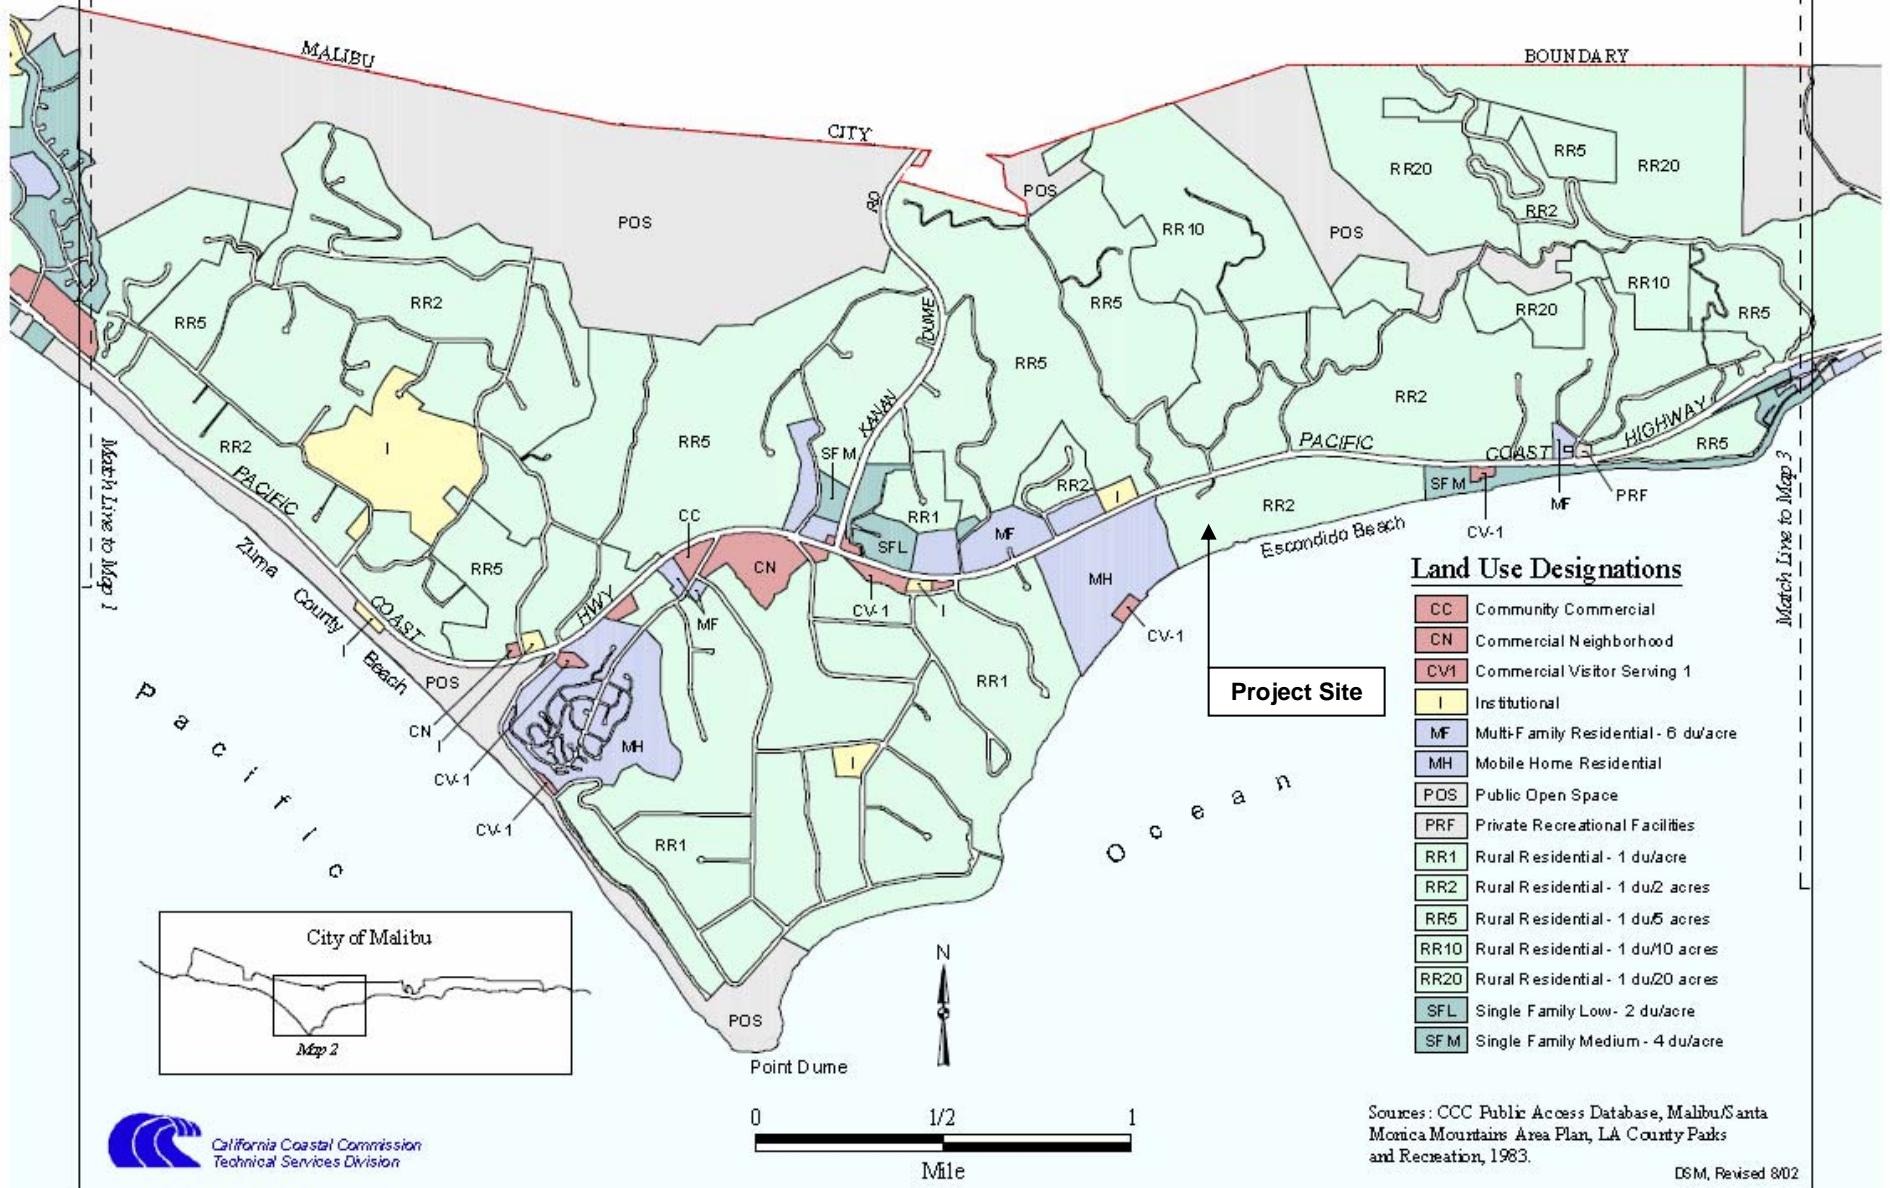 MALIBU
CITY
BOUNDARY
POS
POS
POS
RD
RR20
RR5
RR20
RR2
RR10
RR5
RR2
RR5
RR10
RR20
RR5
DUME
KANAN
RR5
RR2
RR2
I
RR5
SFM
RR2
I
PACIFIC
COAST
HIGHWAY
RR5
SFM
CV-1
MF
PRF
Match Line to Map 1
Match Line to Map 3
PACIFIC
COAST
HWY
Zuma
County
Beach
I
RR5
CC
CN
SFL
RR1
MF
CV-1
I
MH
CV-1
RR2
Escondido Beach
Project Site
MF
POS
CN
I
CV-1
CV-1
MH
RR1
I
RR1
POS
Point Dume
Pacific
Ocean
Land Use Designations
CC Community Commercial
CN Commercial Neighborhood
CV1 Commercial Visitor Serving 1
I Institutional
MF Multi-Family Residential - 6 du/acre
MH Mobile Home Residential
POS Public Open Space
PRF Private Recreational Facilities
RR1 Rural Residential - 1 du/acre
RR2 Rural Residential - 1 du/2 acres
RR5 Rural Residential - 1 du/5 acres
RR10 Rural Residential - 1 du/10 acres
RR20 Rural Residential - 1 du/20 acres
SFL Single Family Low- 2 du/acre
SFM Single Family Medium - 4 du/acre
City of Malibu
Map 2
N
0 1/2 1
Mile
California Coastal Commission
Technical Services Division
Sources: CCC Public Access Database, Malibu/Santa
Monica Mountains Area Plan, LA County Parks
and Recreation, 1983.
DSM, Revised 8/02